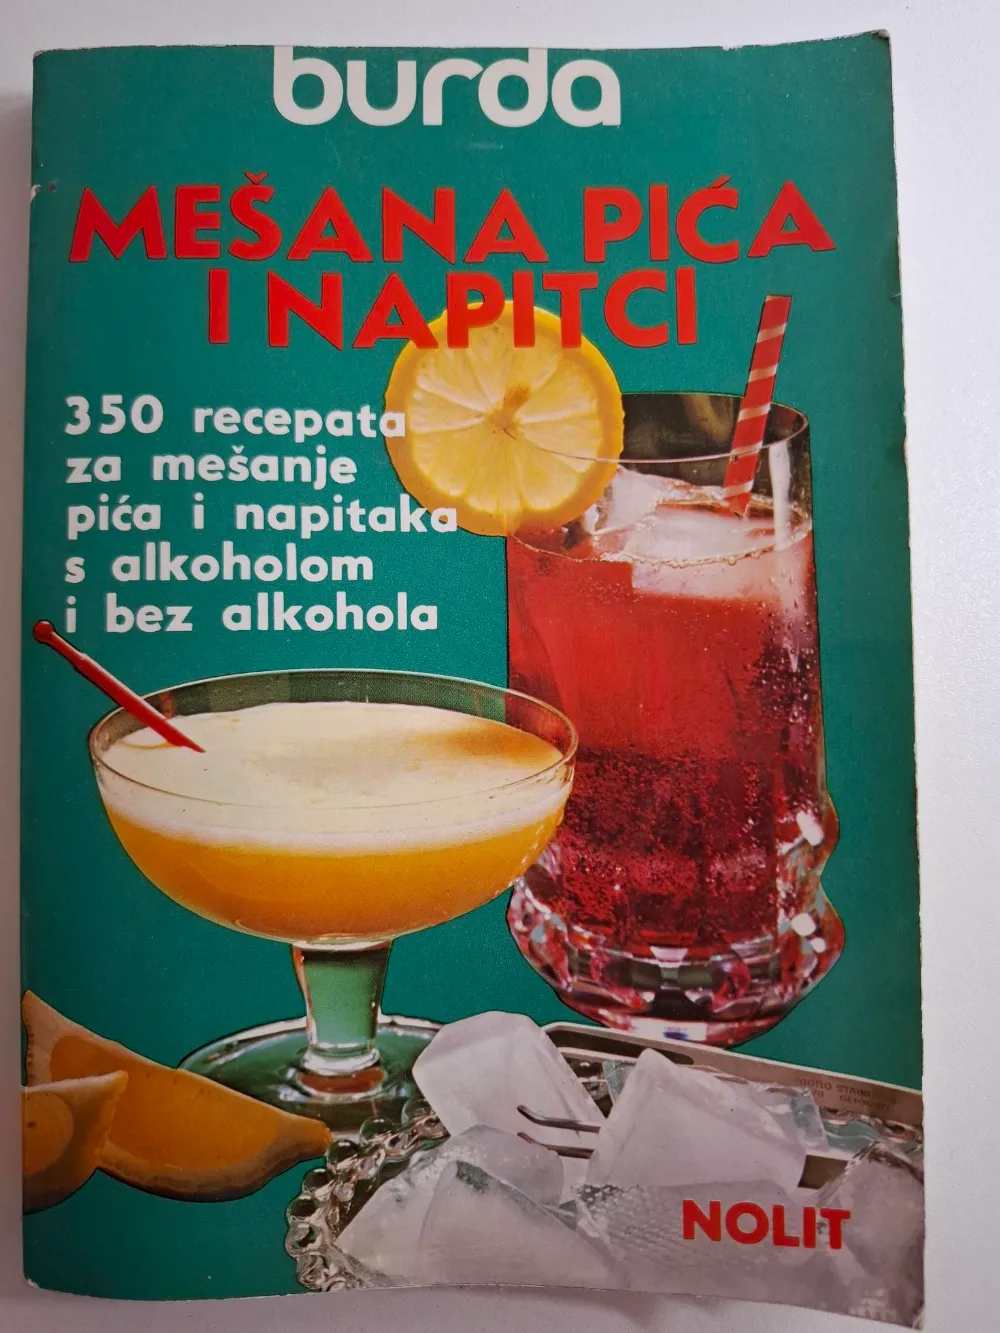 burda
MEŠANA PIĆA
I NAPITCI
350 recepata
za mešanje
pića i napitaka
s alkoholom
i bez alkohola
NOLIT